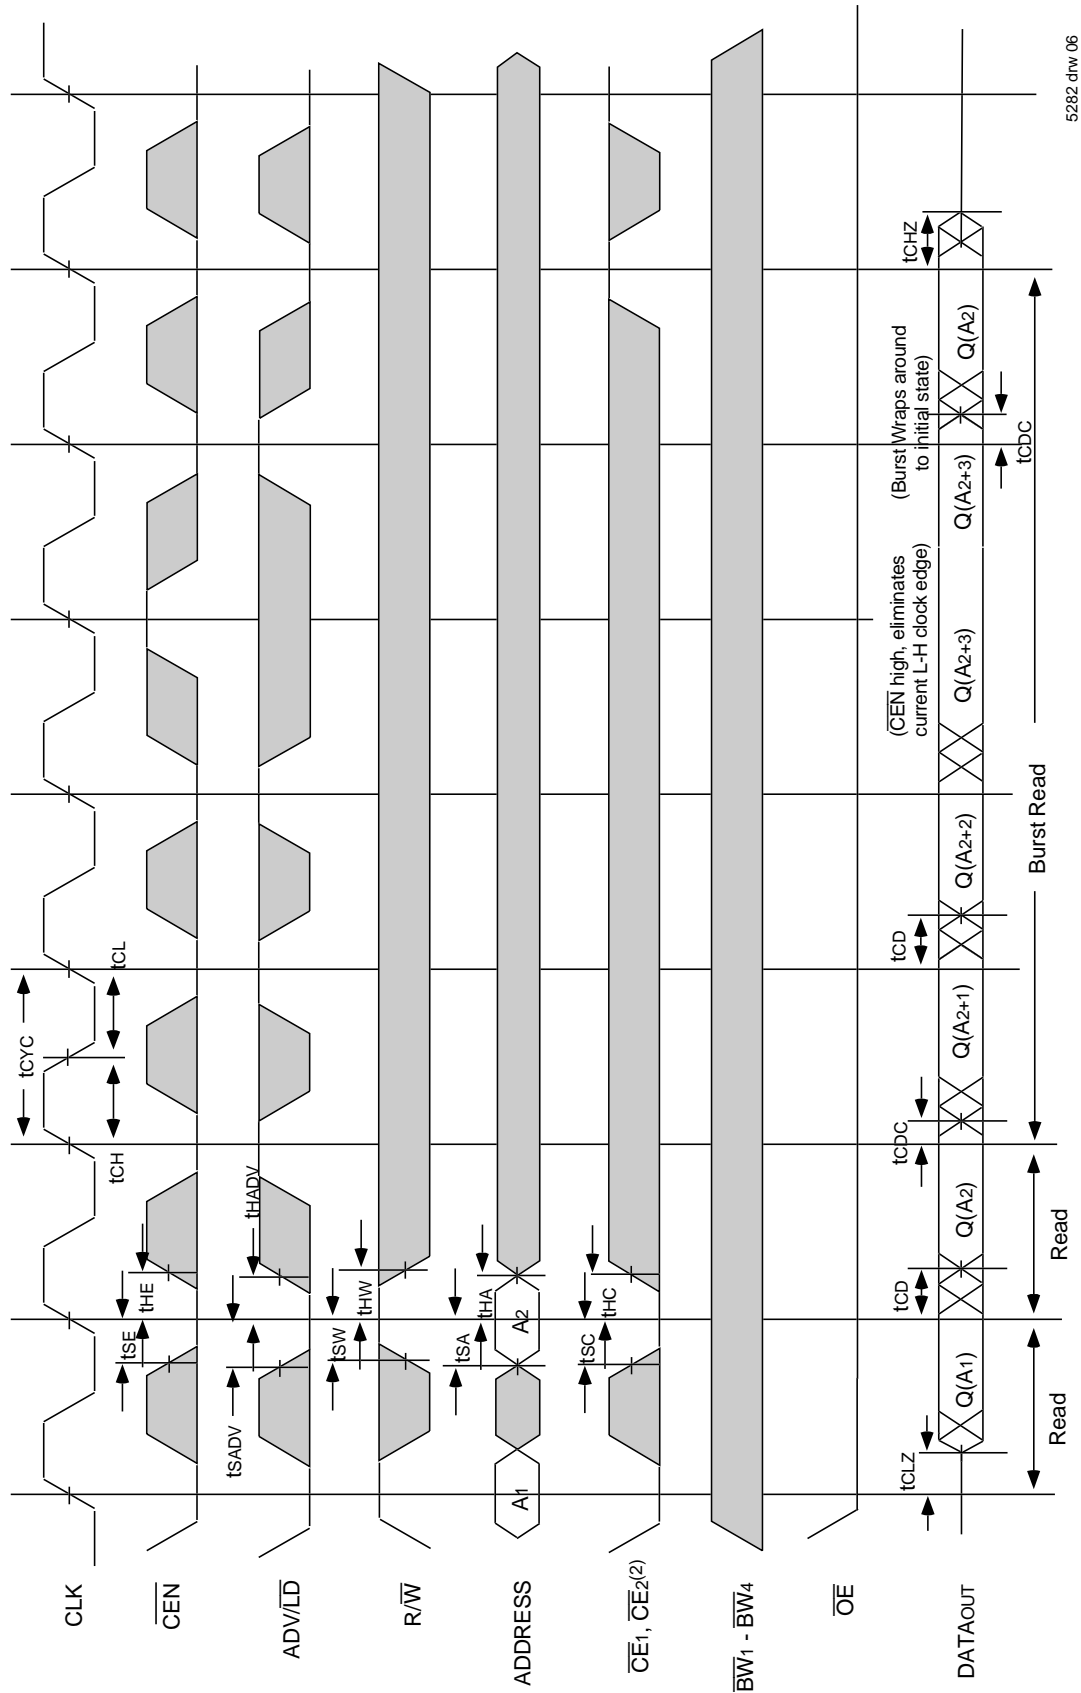 tCYC
tCH
tCL
tSE
tHE
tSADV
tHADV
tSW
tHW
tSA
tHA
tSC
tHC
CLK
CEN
ADV/LD
R/W
ADDRESS
A1
A2
CE1, CE2(2)
BW1 - BW4
OE
(CEN high, eliminates
current L-H clock edge)
(Burst Wraps around
to initial state)
tCLZ
tCD
tCDC
tCD
tCHZ
DATAOUT
Q(A1)
Q(A2)
Q(A2+1)
Q(A2+2)
Q(A2+3)
Q(A2+3)
Q(A2)
tCDC
Read
Read
Burst Read
5282 drw 06